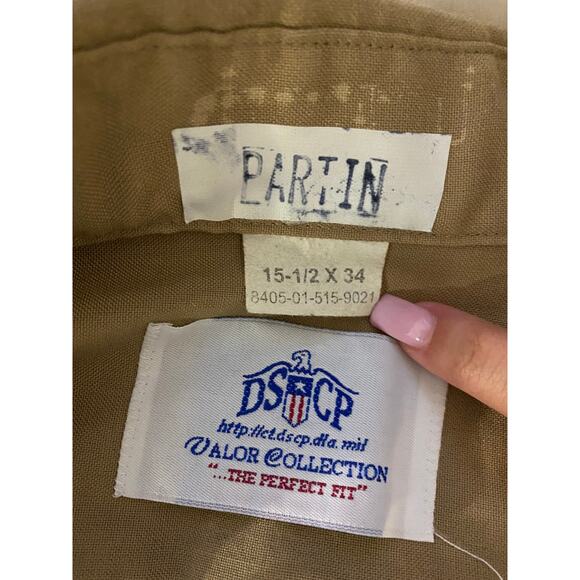 PARTIN
15-1/2 X 34
8405-01-515-9021
DSCP
http://ct.dscp.dla.mil
VALOR COLLECTION
"...THE PERFECT FIT"